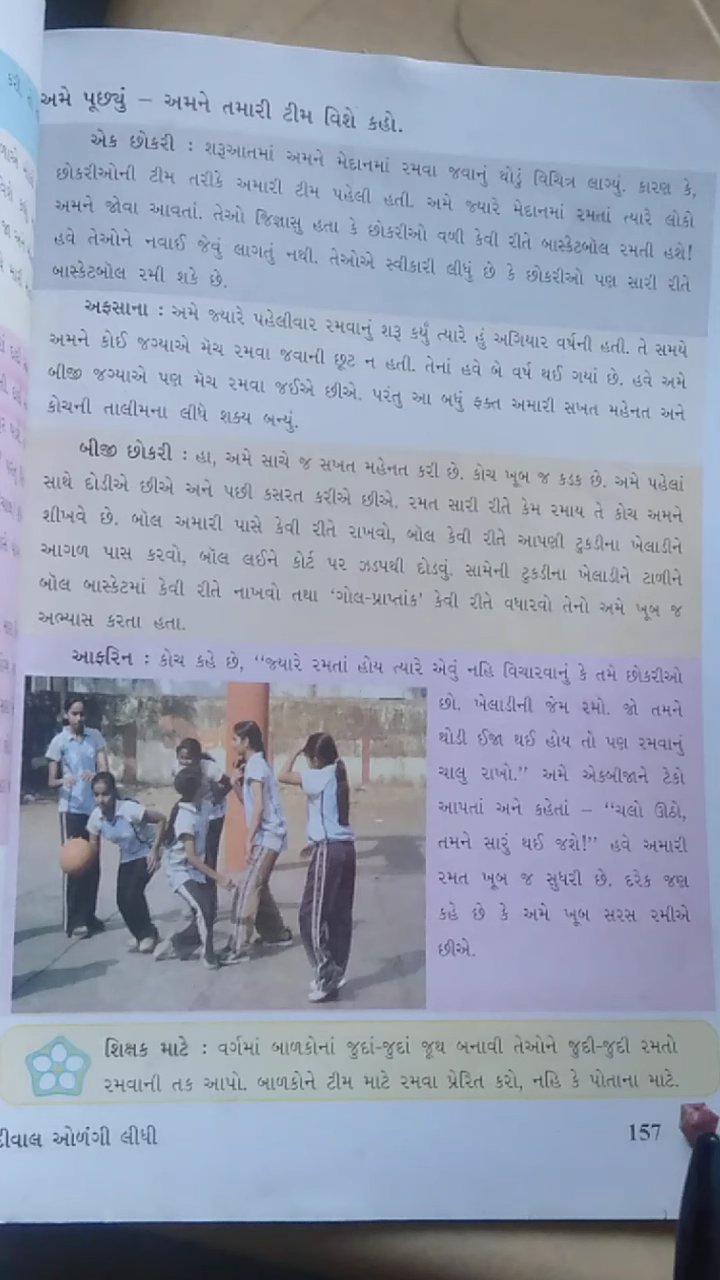 અમે પૂછ્યું – અમને તમારી ટીમ વિશે કહો.
એક છોકરી : શરૂઆતમાં અમને મેદાનમાં રમવા જવાનું થોડું વિચિત્ર લાગ્યું. કારણ કે,
છોકરીઓની ટીમ તરીકે અમારી ટીમ પહેલી હતી. અમે જ્યારે મેદાનમાં રમતાં ત્યારે લોકો
અમને જોવા આવતાં. તેઓ જિજ્ઞાસુ હતા કે છોકરીઓ વળી કેવી રીતે બાસ્કેટબૉલ રમતી હશે!
હવે તેઓને નવાઈ જેવું લાગતું નથી. તેઓએ સ્વીકારી લીધું છે કે છોકરીઓ પણ સારી રીતે
બાસ્કેટબૉલ રમી શકે છે.
અફસાના : અમે જ્યારે પહેલીવાર રમવાનું શરૂ કર્યું ત્યારે હું અગિયાર વર્ષની હતી. તે સમયે
અમને કોઈ જગ્યાએ મૅચ રમવા જવાની છૂટ ન હતી. તેનાં હવે બે વર્ષ થઈ ગયાં છે. હવે અમે
બીજી જગ્યાએ પણ મૅચ રમવા જઈએ છીએ. પરંતુ આ બધું ફક્ત અમારી સખત મહેનત અને
કોચની તાલીમના લીધે શક્ય બન્યું.
બીજી છોકરી : હા, અમે સાચે જ સખત મહેનત કરી છે. કોચ ખૂબ જ કડક છે. અમે પહેલાં
સાથે દોડીએ છીએ અને પછી કસરત કરીએ છીએ. રમત સારી રીતે કેમ રમાય તે કોચ અમને
શીખવે છે. બૉલ અમારી પાસે કેવી રીતે રાખવો, બૉલ કેવી રીતે આપણી ટુકડીના ખેલાડીને
આગળ પાસ કરવો, બૉલ લઈને કોર્ટ પર ઝડપથી દોડવું. સામેની ટુકડીના ખેલાડીને ટાળીને
બૉલ બાસ્કેટમાં કેવી રીતે નાખવો તથા ‘ગોલ-પ્રાપ્તાંક’ કેવી રીતે વધારવો તેનો અમે ખૂબ જ
અભ્યાસ કરતા હતા.
આફરિન : કોચ કહે છે, “જ્યારે રમતાં હોય ત્યારે એવું નહિ વિચારવાનું કે તમે છોકરીઓ
છો. ખેલાડીની જેમ રમો. જો તમને
થોડી ઈજા થઈ હોય તો પણ રમવાનું
ચાલુ રાખો.” અમે એકબીજાને ટેકો
આપતાં અને કહેતાં – “ચલો ઊઠો,
તમને સારું થઈ જશે!” હવે અમારી
રમત ખૂબ જ સુધરી છે. દરેક જણ
કહે છે કે અમે ખૂબ સરસ રમીએ
છીએ.
શિક્ષક માટે : વર્ગમાં બાળકોનાં જુદાં-જુદાં જૂથ બનાવી તેઓને જુદી-જુદી રમતો
રમવાની તક આપો. બાળકોને ટીમ માટે રમવા પ્રેરિત કરો, નહિ કે પોતાના માટે.
દીવાલ ઓળંગી લીધી
157